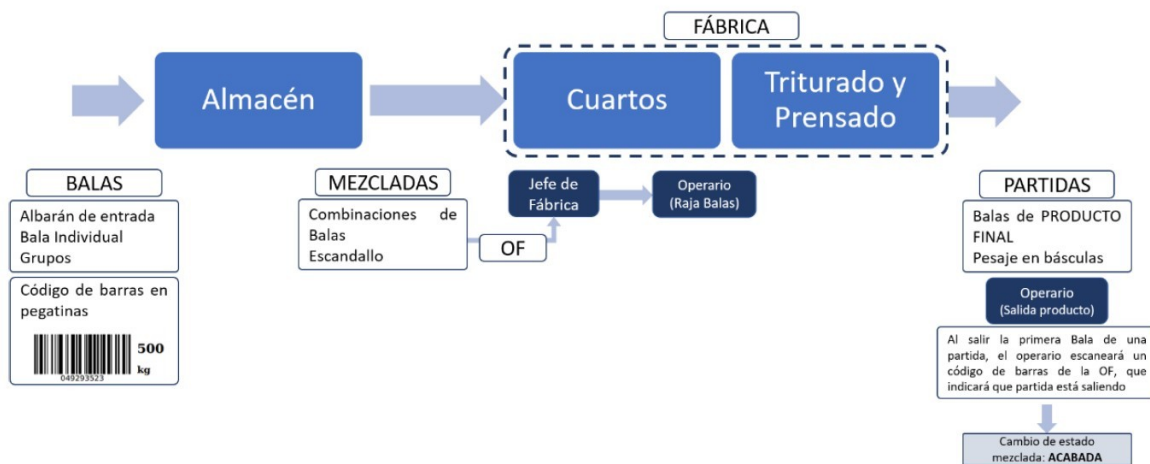 FÁBRICA
Almacén
Cuartos
Triturado y
Prensado
BALAS
Albarán de entrada
Bala Individual
Grupos
Código de barras en
pegatinas
500
kg
049293523
MEZCLADAS
Combinaciones de
Balas
Escandallo
OF
Jefe de
Fábrica
Operario
(Raja Balas)
PARTIDAS
Balas de PRODUCTO
FINAL
Pesaje en básculas
Operario
(Salida producto)
Al salir la primera Bala de una
partida, el operario escaneará un
código de barras de la OF, que
indicará que partida está saliendo
Cambio de estado
mezclada: ACABADA